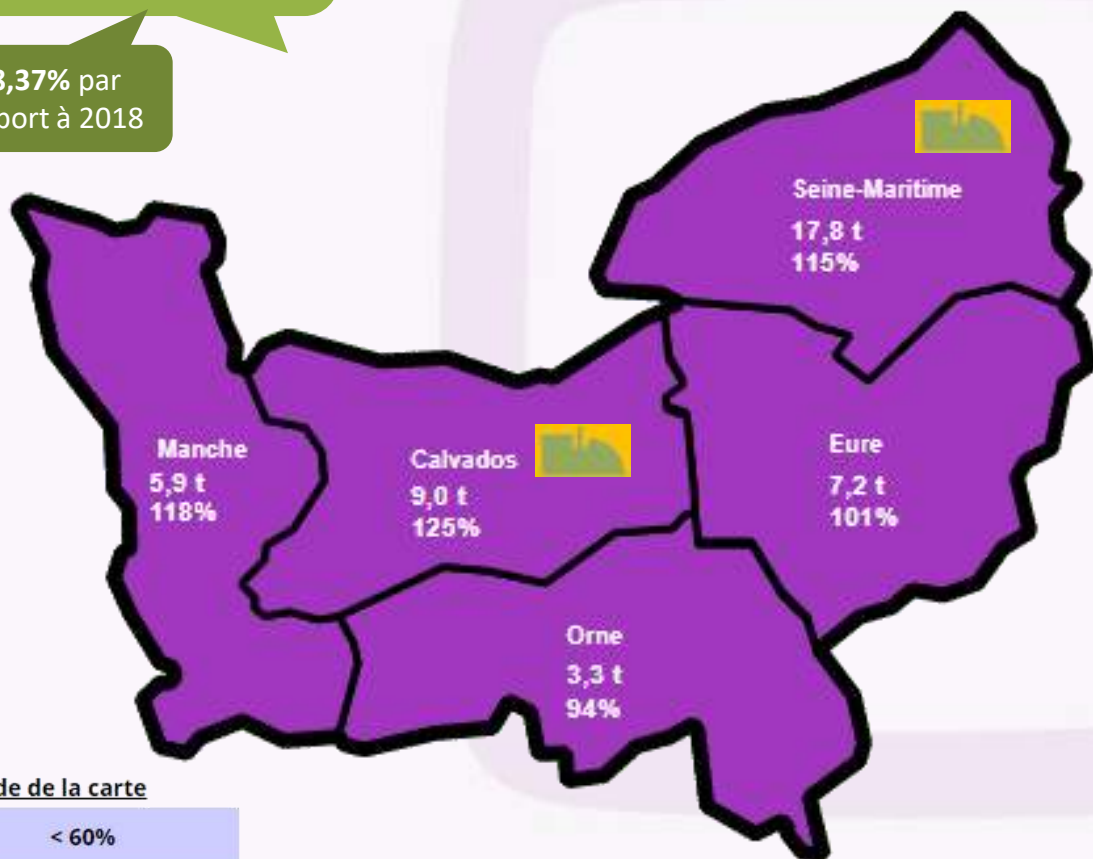 8,37% par
port à 2018
Seine-Maritime
17,8 t
115%
Manche
5,9 t
118%
Calvados
9,0 t
125%
Eure
7,2 t
101%
Orne
3,3 t
94%
de de la carte
< 60%